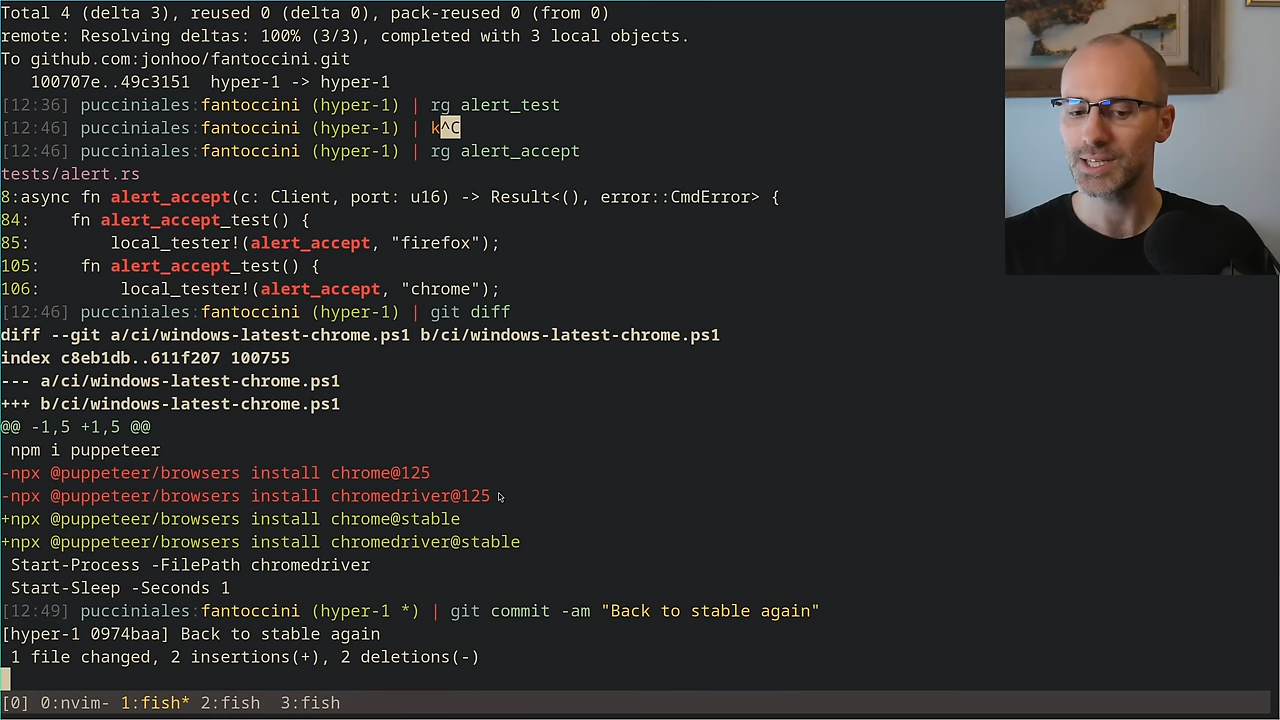 Total 4 (delta 3), reused 0 (delta 0), pack-reused 0 (from 0)
remote: Resolving deltas: 100% (3/3), completed with 3 local objects.
To github.com:jonhoo/fantoccini.git
   100707e..49c3151  hyper-1 -> hyper-1
[12:36] pucciniales:fantoccini (hyper-1) | rg alert_test
[12:46] pucciniales:fantoccini (hyper-1) | k^C
[12:46] pucciniales:fantoccini (hyper-1) | rg alert_accept
tests/alert.rs
8:async fn alert_accept(c: Client, port: u16) -> Result<(), error::CmdError> {
84:    fn alert_accept_test() {
85:        local_tester!(alert_accept, "firefox");
105:    fn alert_accept_test() {
106:        local_tester!(alert_accept, "chrome");
[12:46] pucciniales:fantoccini (hyper-1) | git diff
diff --git a/ci/windows-latest-chrome.ps1 b/ci/windows-latest-chrome.ps1
index c8eb1db..611f207 100755
--- a/ci/windows-latest-chrome.ps1
+++ b/ci/windows-latest-chrome.ps1
@@ -1,5 +1,5 @@
 npm i puppeteer
-npx @puppeteer/browsers install chrome@125
-npx @puppeteer/browsers install chromedriver@125
+npx @puppeteer/browsers install chrome@stable
+npx @puppeteer/browsers install chromedriver@stable
 Start-Process -FilePath chromedriver
 Start-Sleep -Seconds 1
[12:49] pucciniales:fantoccini (hyper-1 *) | git commit -am "Back to stable again"
[hyper-1 0974baa] Back to stable again
 1 file changed, 2 insertions(+), 2 deletions(-)
[0] 0:nvim- 1:fish* 2:fish  3:fish